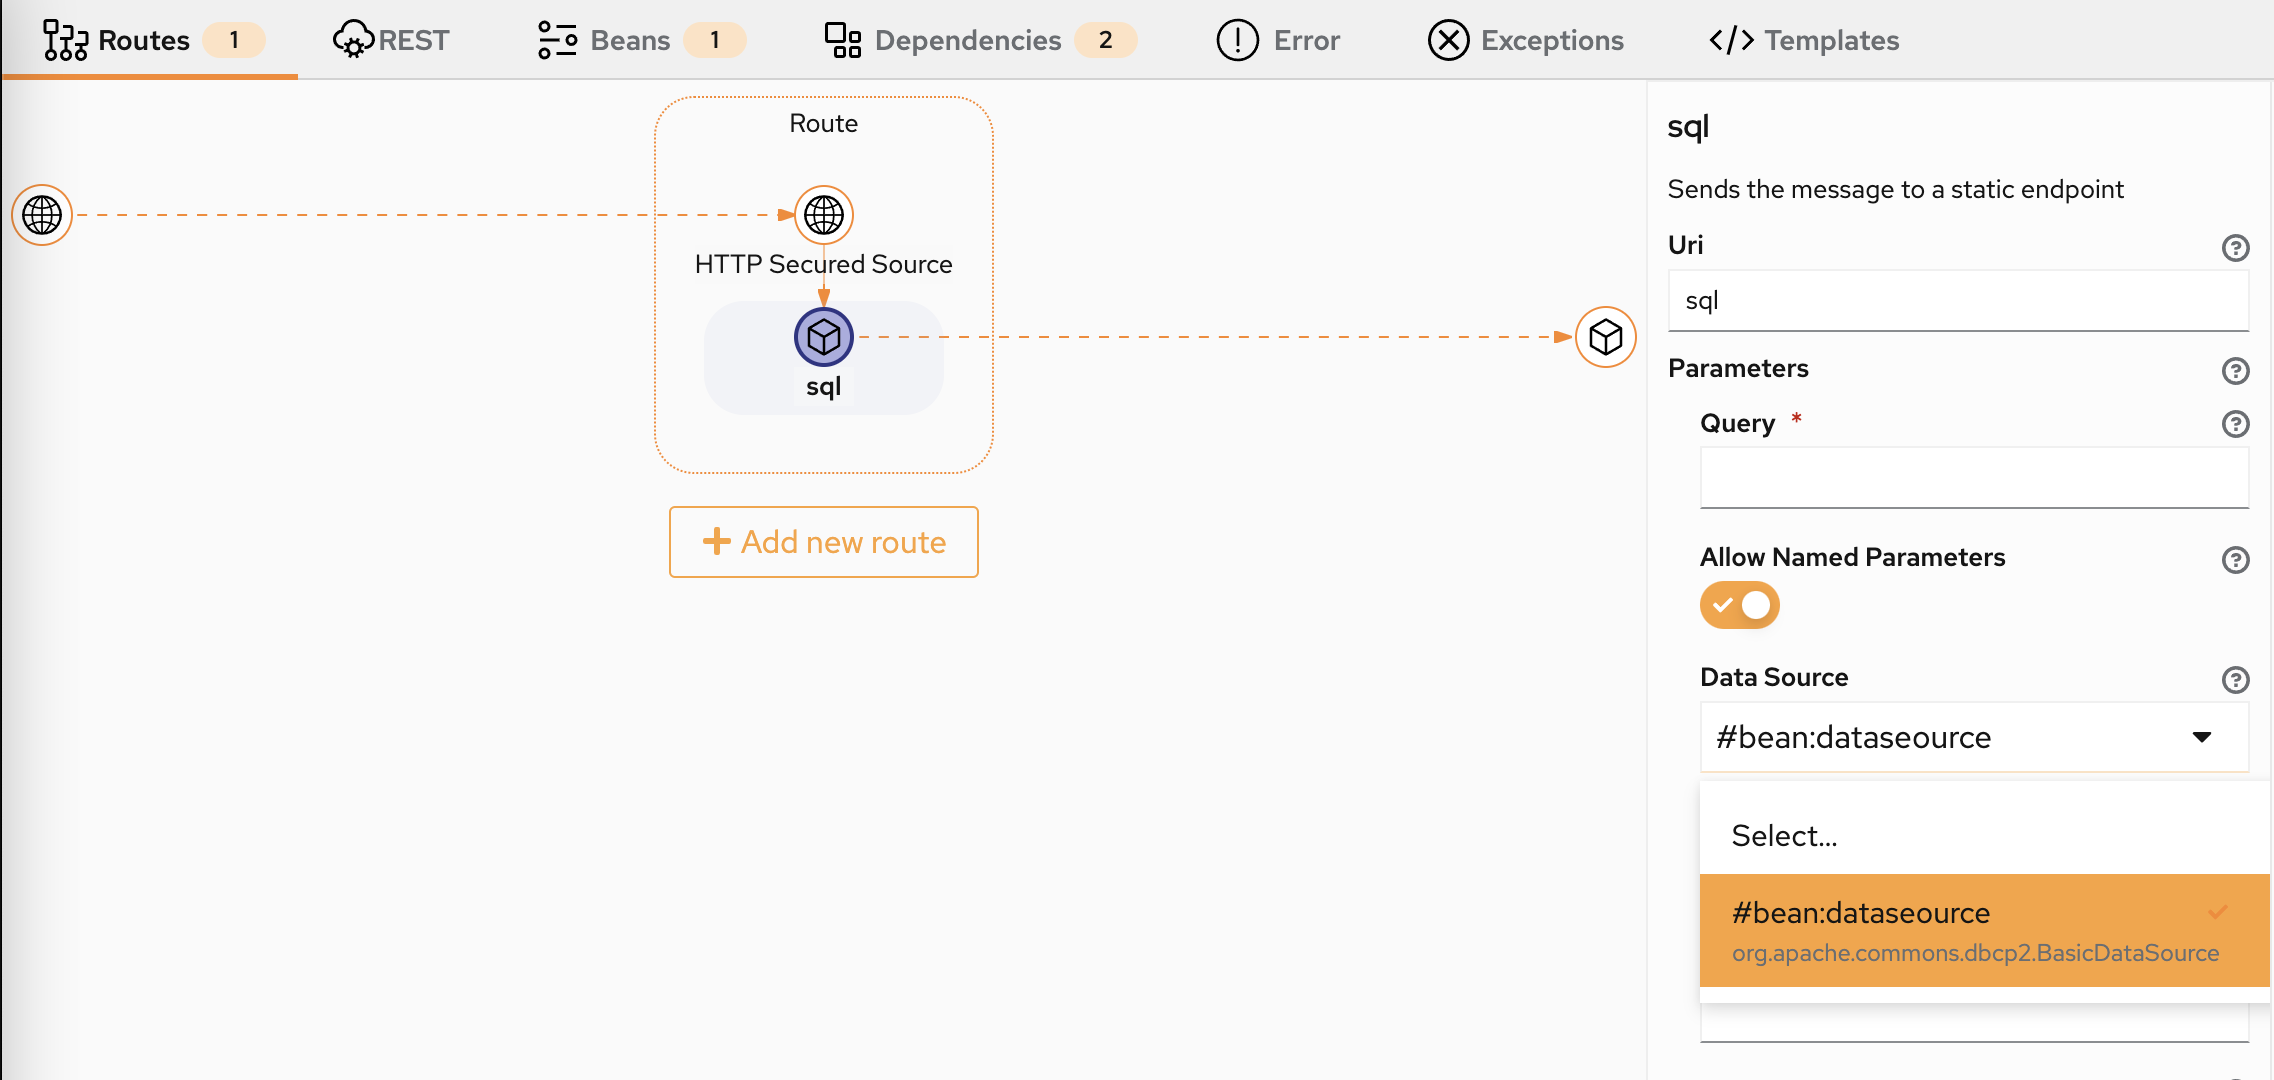 Routes 1 REST Beans 1 Dependencies 2 Error Exceptions Templates
Route
HTTP Secured Source
sql
Add new route
sql
Sends the message to a static endpoint
Uri
sql
Parameters
Query *
Allow Named Parameters
Data Source
#bean:dataseource
Select...
#bean:dataseource
org.apache.commons.dbcp2.BasicDataSource